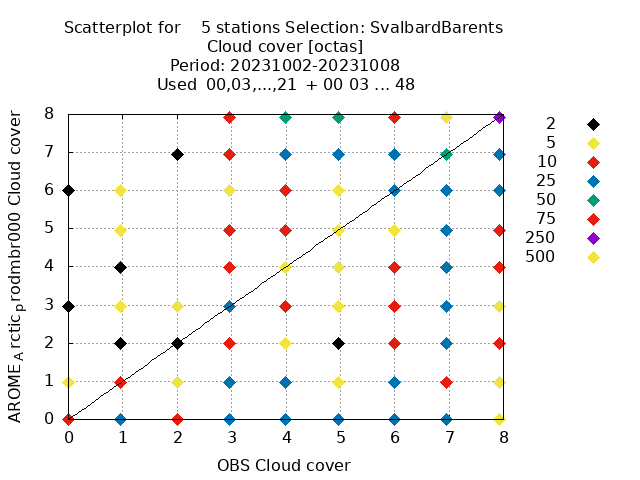 Scatterplot for 5 stations Selection: SvalbardBarents
Cloud cover [octas]
Period: 20231002-20231008
Used 00,03,...,21 + 00 03 ... 48
AROME_Arctic_prodmbr000 Cloud cover
8
7
6
5
4
3
2
1
0
0 1 2 3 4 5 6 7 8
OBS Cloud cover
2
5
10
25
50
75
250
500